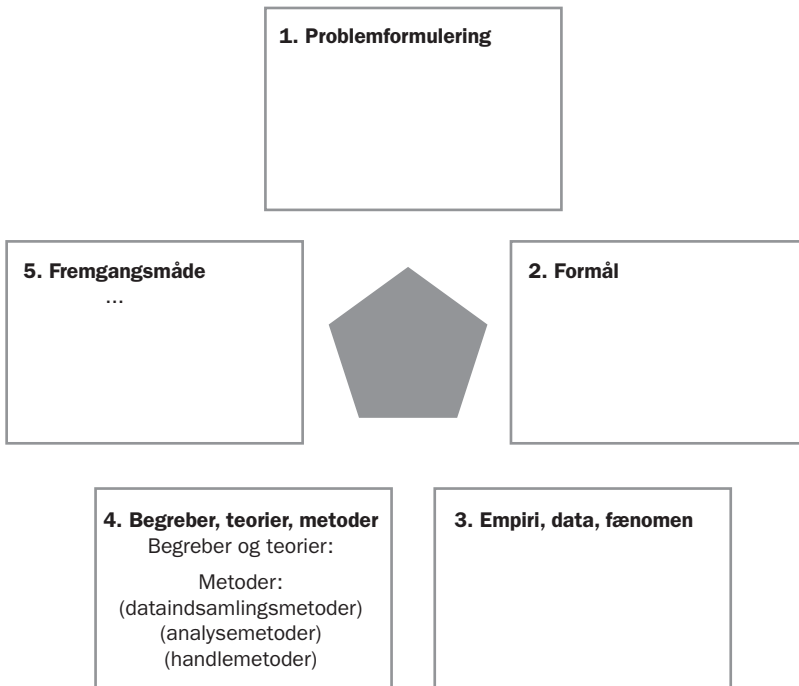 1. Problemformulering
5. Fremgangsmåde
...
2. Formål
4. Begreber, teorier, metoder
Begreber og teorier:
Metoder:
(dataindsamlingsmetoder)
(analysemetoder)
(handlemetoder)
3. Empiri, data, fænomen